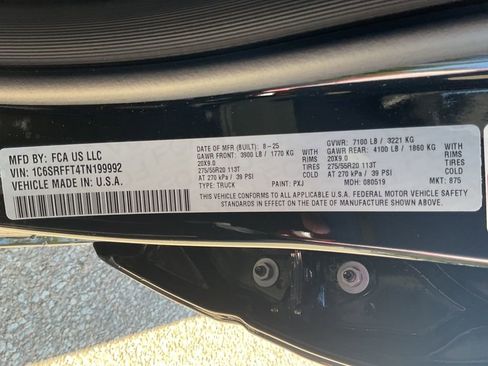 MFD BY: FCA US LLC
VIN: 1C6SRFFT4TN199992
VEHICLE MADE IN: U.S.A.
DATE OF MFR (BUILT): 8-25 GVWR: 7100 LB / 3221 KG
GAWR FRONT: 3900 LB / 1770 KG WITH GAWR REAR: 4100 LB / 1860 KG WITH
20X9.0 RIMS 20X9.0 RIMS
275/55R20 113T TIRES 275/55R20 113T TIRES
AT 270 kPa / 39 PSI COLD AT 270 kPa / 39 PSI COLD
TYPE: TRUCK PAINT: PXJ MDH: 080519 MKT: 875
THIS VEHICLE CONFORMS TO ALL APPLICABLE U.S.A. FEDERAL MOTOR VEHICLE SAFETY
STANDARDS IN EFFECT ON THE DATE OF MANUFACTURE SHOWN ABOVE.